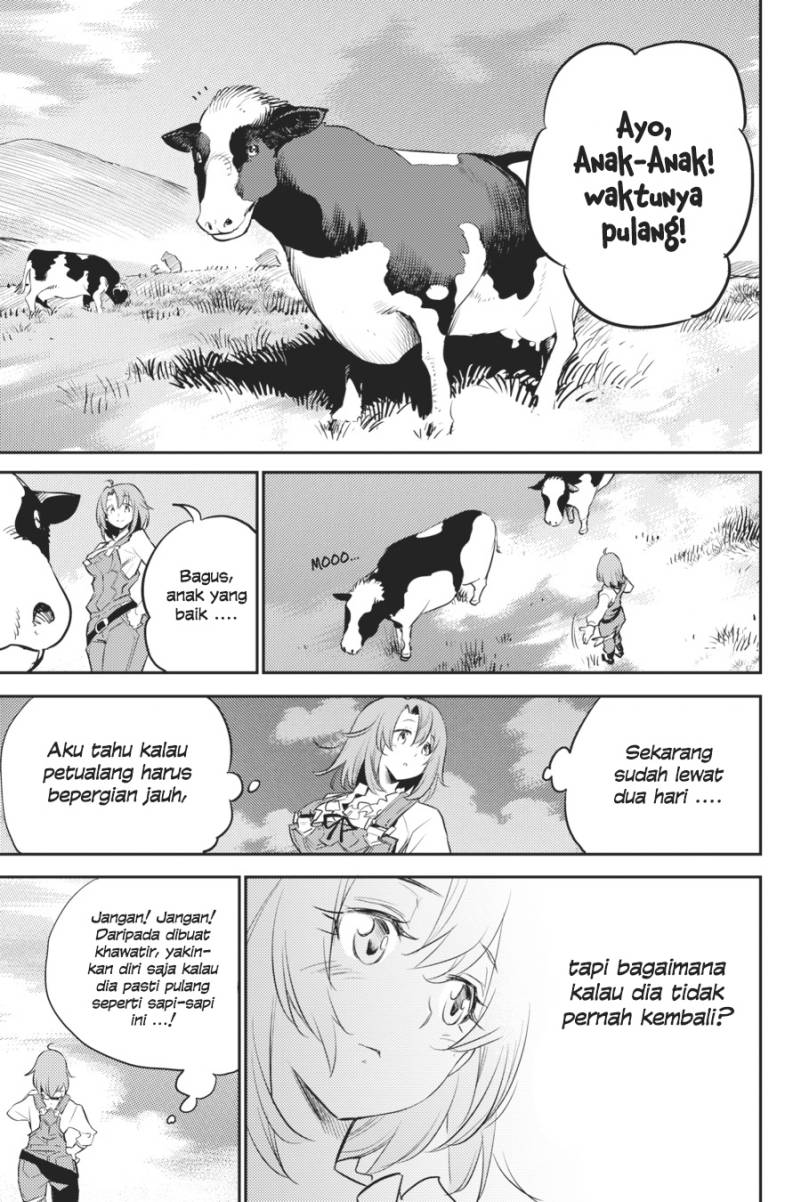 Ayo,
Anak-Anak!
waktunya
pulang!
MOOO...
Bagus,
anak yang
baik ....
Sekarang
sudah lewat
dua hari ....
Aku tahu kalau
petualang harus
bepergian jauh,
tapi bagaimana
kalau dia tidak
pernah kembali?
Jangan! Jangan!
Daripada dibuat
khawatir, yakin-
kan diri saja kalau
dia pasti pulang
seperti sapi-sapi
ini ...!